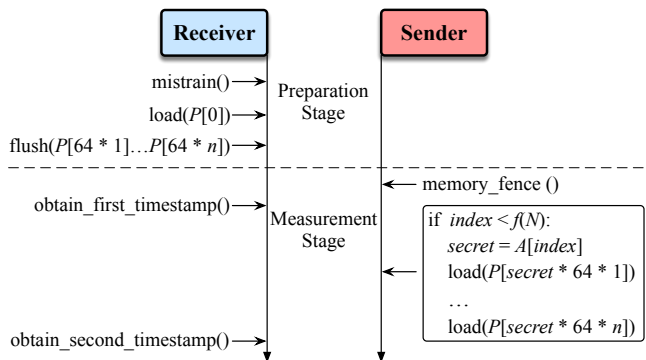 Receiver
Sender
mistrain()
load(P[0])
flush(P[64 * 1]…P[64 * n])
Preparation
Stage
memory_fence ()
obtain_first_timestamp()
Measurement
Stage
if index < f(N):
secret = A[index]
load(P[secret * 64 * 1])
…
load(P[secret * 64 * n])
obtain_second_timestamp()